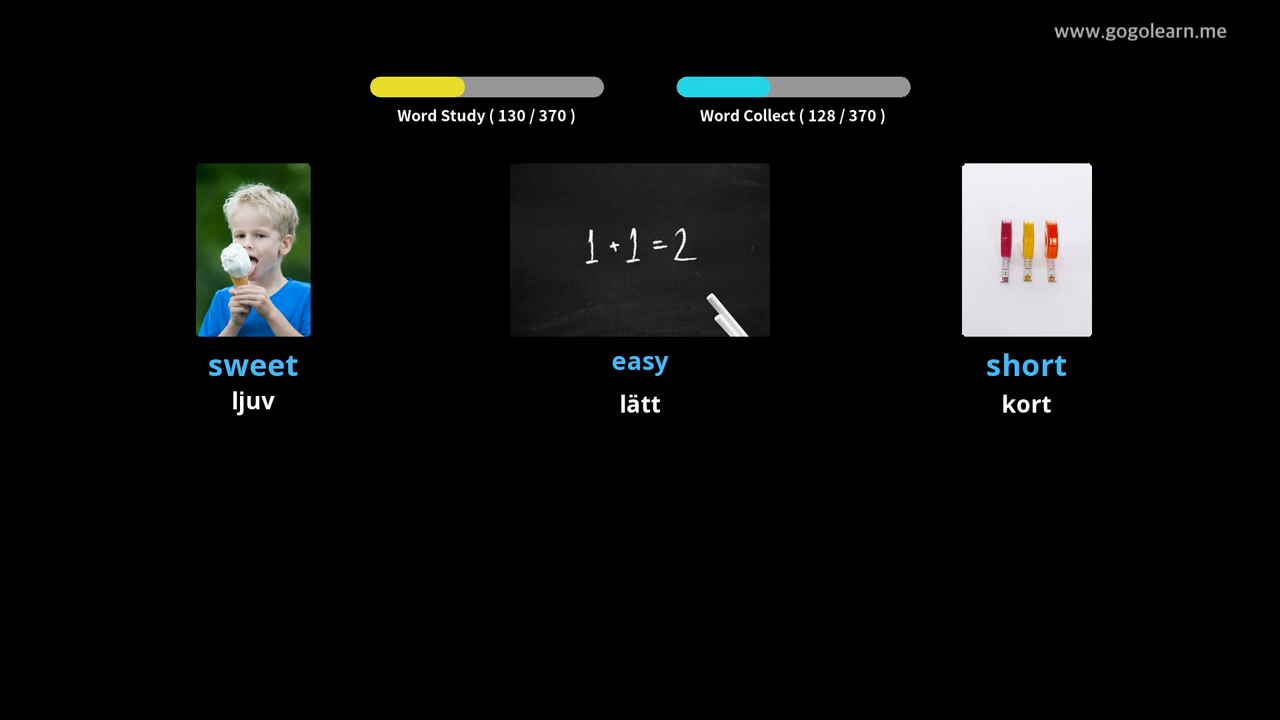 www.gogolearn.me
Word Study ( 130 / 370 )
Word Collect ( 128 / 370 )
1 + 1 = 2
sweet
ljuv
easy
lätt
short
kort